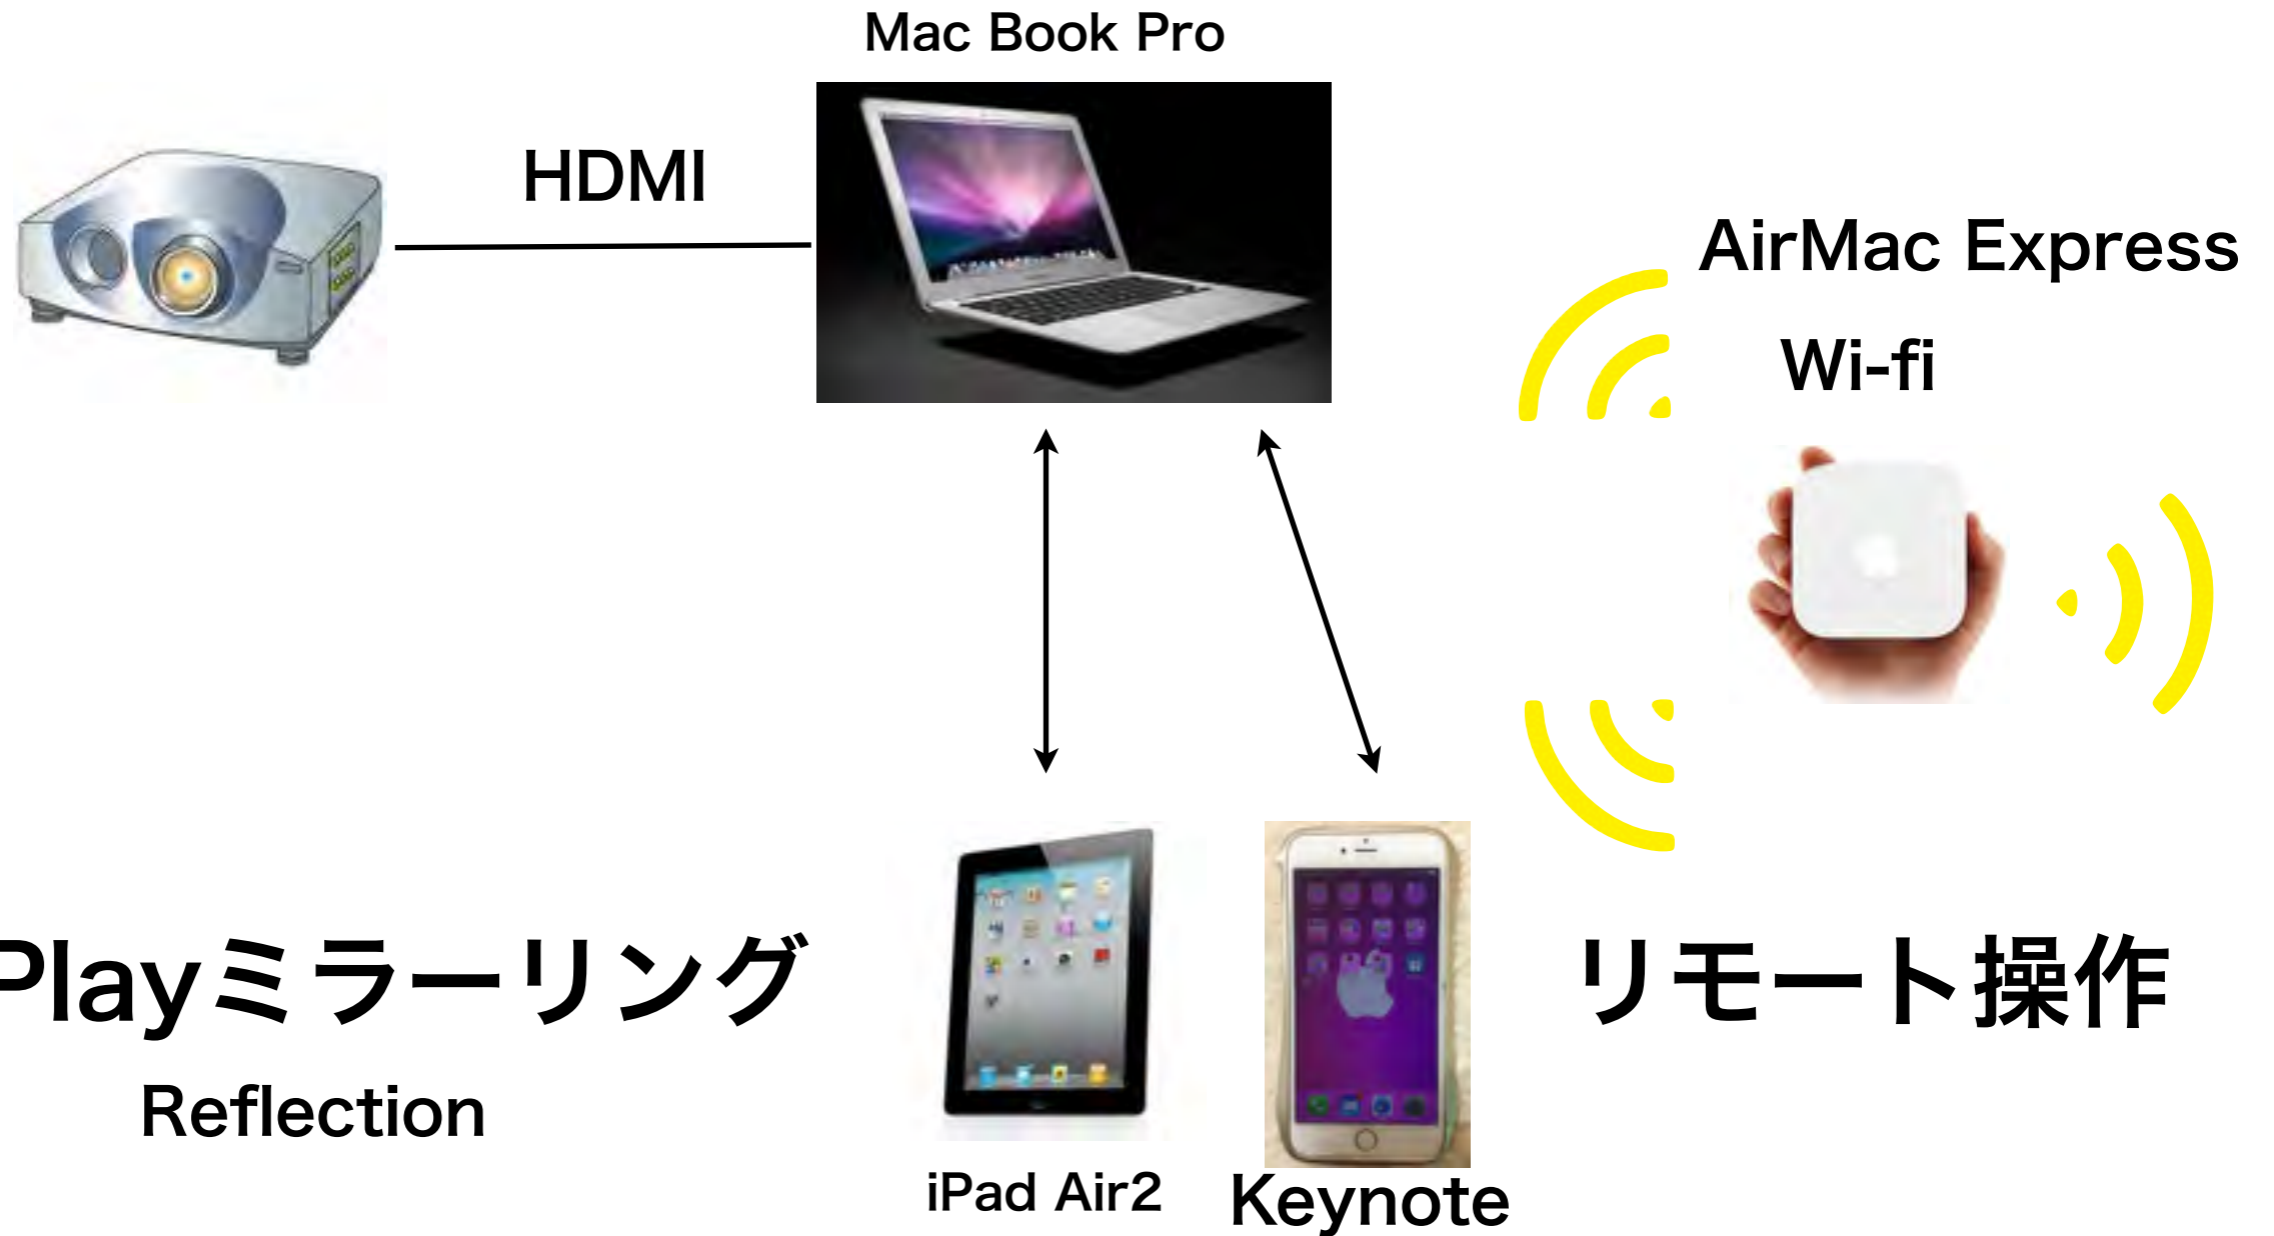 Mac Book Pro
HDMI
AirMac Express
Wi-fi
Playミラーリング
リモート操作
Reflection
iPad Air2
Keynote